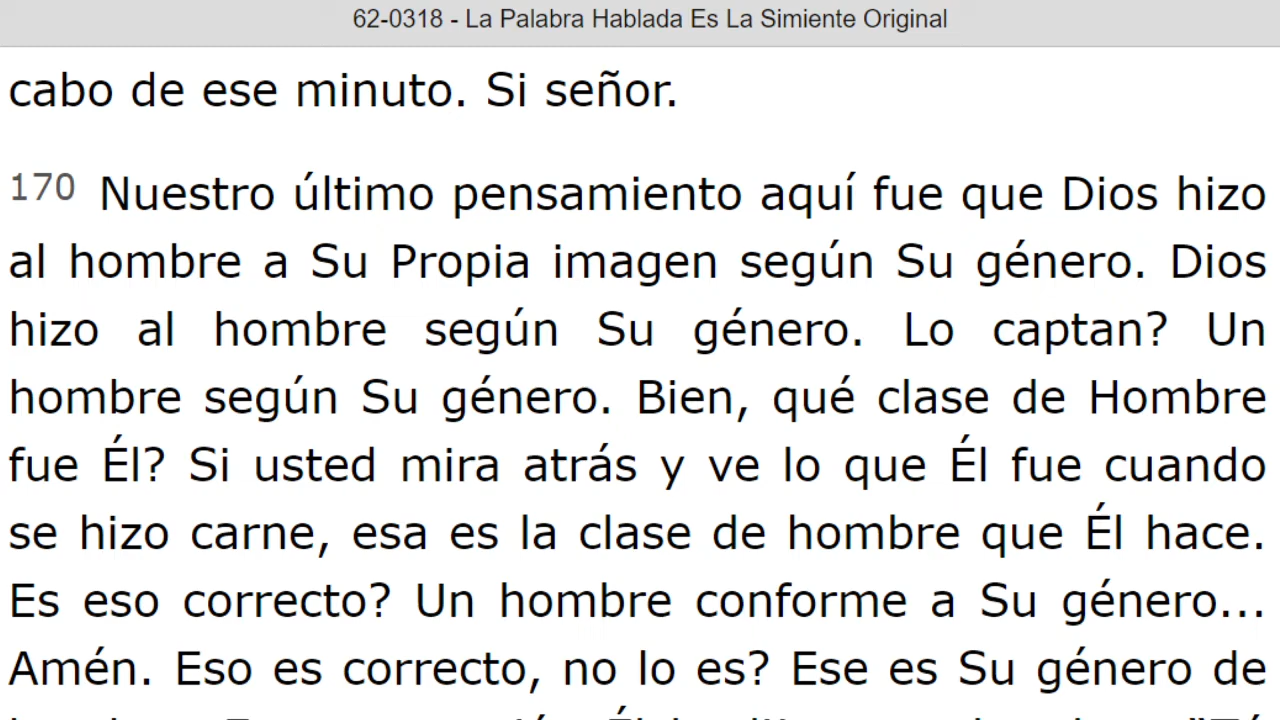 62-0318 - La Palabra Hablada Es La Simiente Original
cabo de ese minuto. Si señor.
170 Nuestro último pensamiento aquí fue que Dios hizo
al hombre a Su Propia imagen según Su género. Dios
hizo al hombre según Su género. Lo captan? Un
hombre según Su género. Bien, qué clase de Hombre
fue Él? Si usted mira atrás y ve lo que Él fue cuando
se hizo carne, esa es la clase de hombre que Él hace.
Es eso correcto? Un hombre conforme a Su género...
Amén. Eso es correcto, no lo es? Ese es Su género de